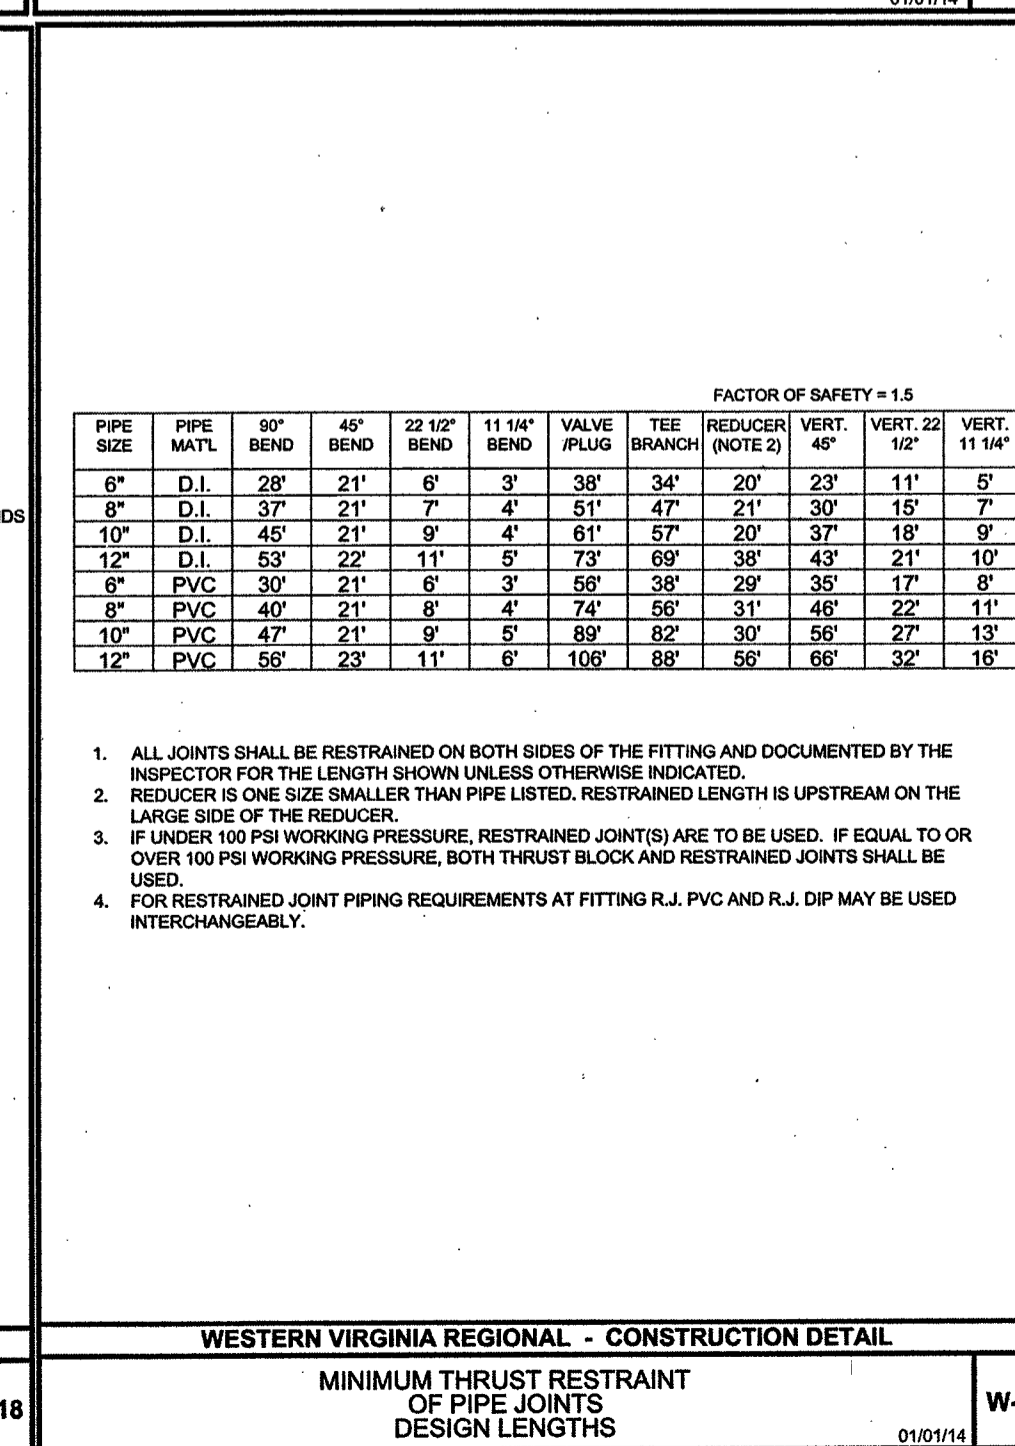 01/01/14
FACTOR OF SAFETY = 1.5
PIPE SIZE PIPE MAT'L 90° BEND 45° BEND 22 1/2° BEND 11 1/4° BEND VALVE /PLUG TEE BRANCH REDUCER (NOTE 2) VERT. 45° VERT. 22 1/2° VERT. 11 1/4°
6" D.I. 28' 21' 6' 3' 38' 34' 20' 23' 11' 5'
8" D.I. 37' 21' 7' 4' 51' 47' 21' 30' 15' 7'
10" D.I. 45' 21' 9' 4' 61' 57' 20' 37' 18' 9'
12" D.I. 53' 22' 11' 5' 73' 69' 38' 43' 21' 10'
6" PVC 30' 21' 6' 3' 56' 38' 29' 35' 17' 8'
8" PVC 40' 21' 8' 4' 74' 56' 31' 46' 22' 11'
10" PVC 47' 21' 9' 5' 89' 82' 30' 56' 27' 13'
12" PVC 56' 23' 11' 6' 106' 88' 56' 66' 32' 16'
1. ALL JOINTS SHALL BE RESTRAINED ON BOTH SIDES OF THE FITTING AND DOCUMENTED BY THE
INSPECTOR FOR THE LENGTH SHOWN UNLESS OTHERWISE INDICATED.
2. REDUCER IS ONE SIZE SMALLER THAN PIPE LISTED. RESTRAINED LENGTH IS UPSTREAM ON THE
LARGE SIDE OF THE REDUCER.
3. IF UNDER 100 PSI WORKING PRESSURE, RESTRAINED JOINT(S) ARE TO BE USED. IF EQUAL TO OR
OVER 100 PSI WORKING PRESSURE, BOTH THRUST BLOCK AND RESTRAINED JOINTS SHALL BE
USED.
4. FOR RESTRAINED JOINT PIPING REQUIREMENTS AT FITTING R.J. PVC AND R.J. DIP MAY BE USED
INTERCHANGEABLY.
WESTERN VIRGINIA REGIONAL - CONSTRUCTION DETAIL
MINIMUM THRUST RESTRAINT
OF PIPE JOINTS
DESIGN LENGTHS
01/01/14
W-
18